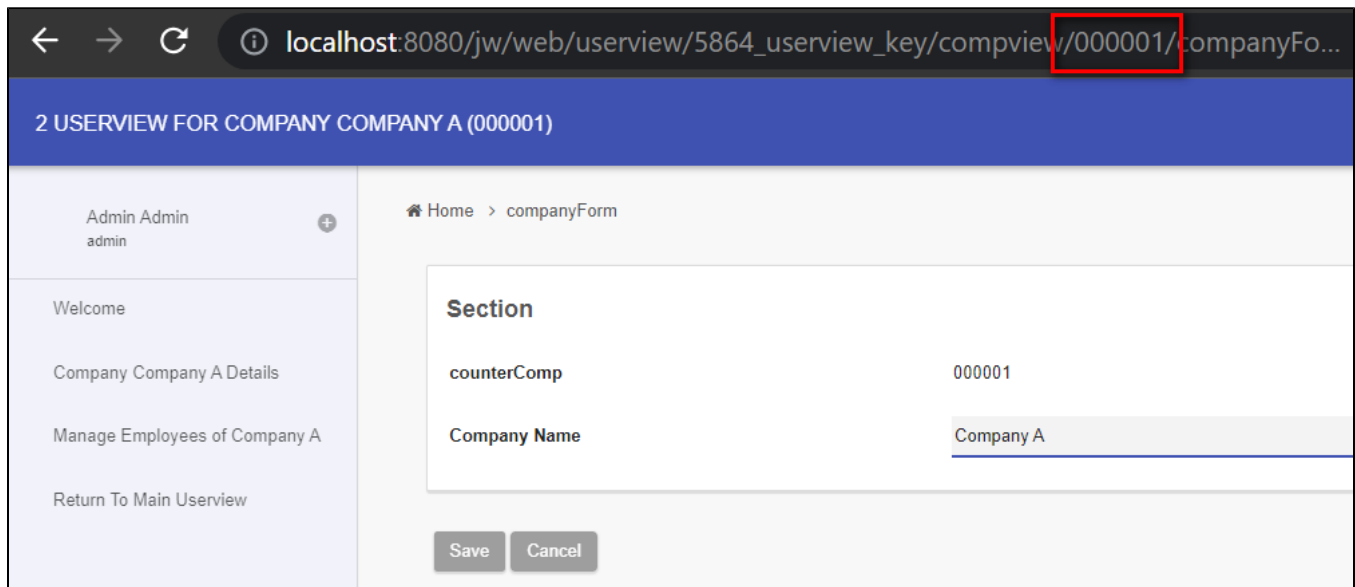 localhost:8080/jw/web/userview/5864_userview_key/compview/000001/companyFo...
2 USERVIEW FOR COMPANY COMPANY A (000001)
Admin Admin
admin
Home > companyForm
Welcome
Company Company A Details
Manage Employees of Company A
Return To Main Userview
Section
counterComp 000001
Company Name Company A
Save Cancel